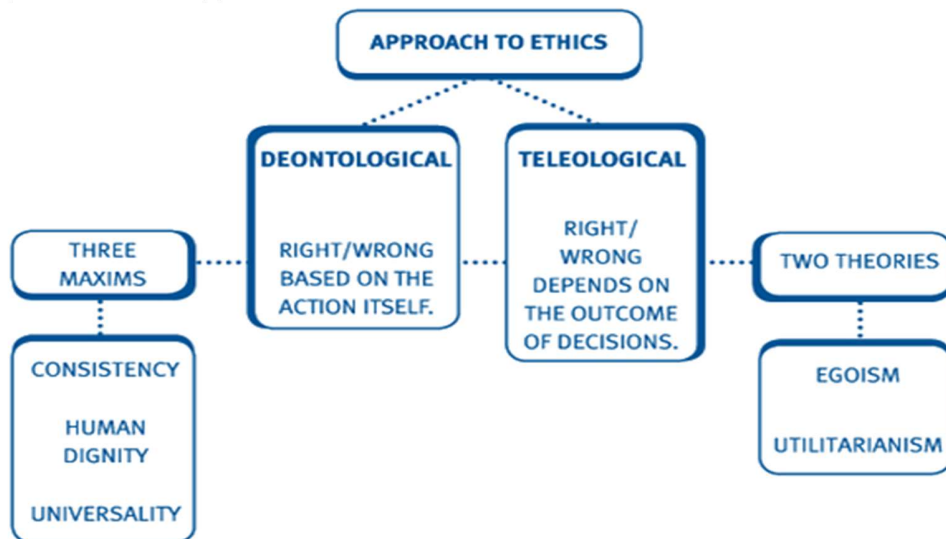 APPROACH TO ETHICS
DEONTOLOGICAL
RIGHT/WRONG
BASED ON THE
ACTION ITSELF.
TELEOLOGICAL
RIGHT/
WRONG
DEPENDS ON
THE OUTCOME
OF DECISIONS.
THREE
MAXIMS
CONSISTENCY
HUMAN
DIGNITY
UNIVERSALITY
TWO THEORIES
EGOISM
UTILITARIANISM